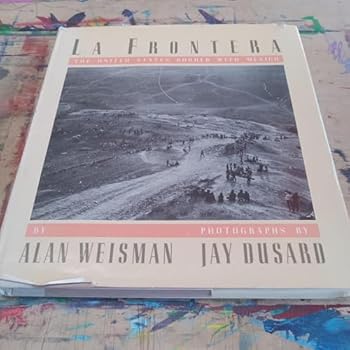 LA FRONTERA
THE UNITED STATES BORDER WITH MEXICO
BY PHOTOGRAPHS BY
ALAN WEISMAN JAY DUSARD